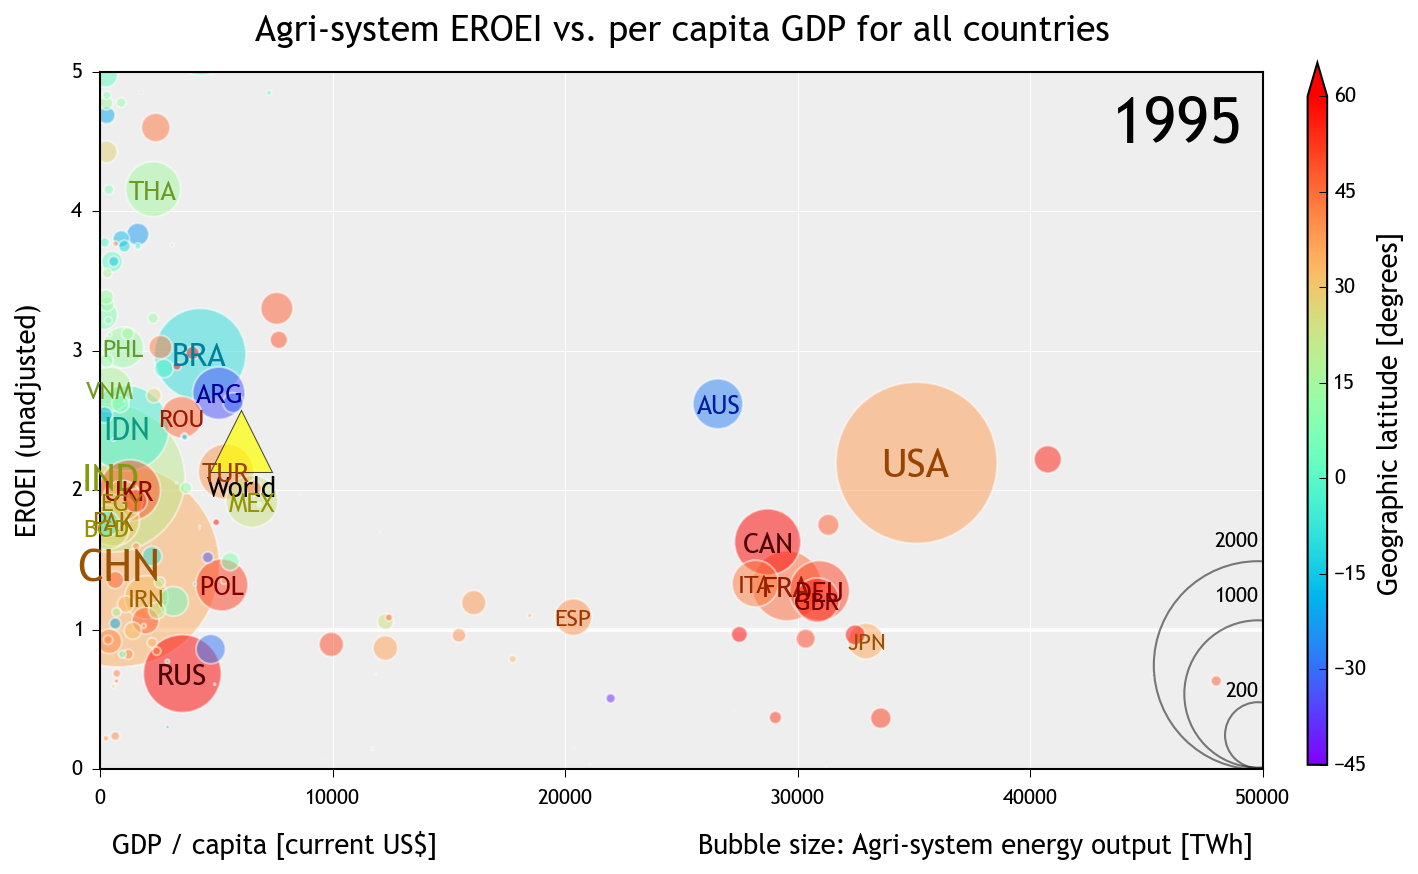 Agri-system EROEI vs. per capita GDP for all countries
1995
EROEI (unadjusted)
5
4
3
2
1
0
THA
PHL
BRA
VNM
ARG
AUS
ROU
IDN
IND
TUR
USA
UKR
World
EGY
MEX
PAK
BGD
CAN
CHN
POL
ITA
FRA
DEU
IRN
GBR
ESP
JPN
RUS
2000
1000
200
0
10000
20000
30000
40000
50000
GDP / capita [current US$]
Bubble size: Agri-system energy output [TWh]
60
45
30
15
0
−15
−30
−45
Geographic latitude [degrees]